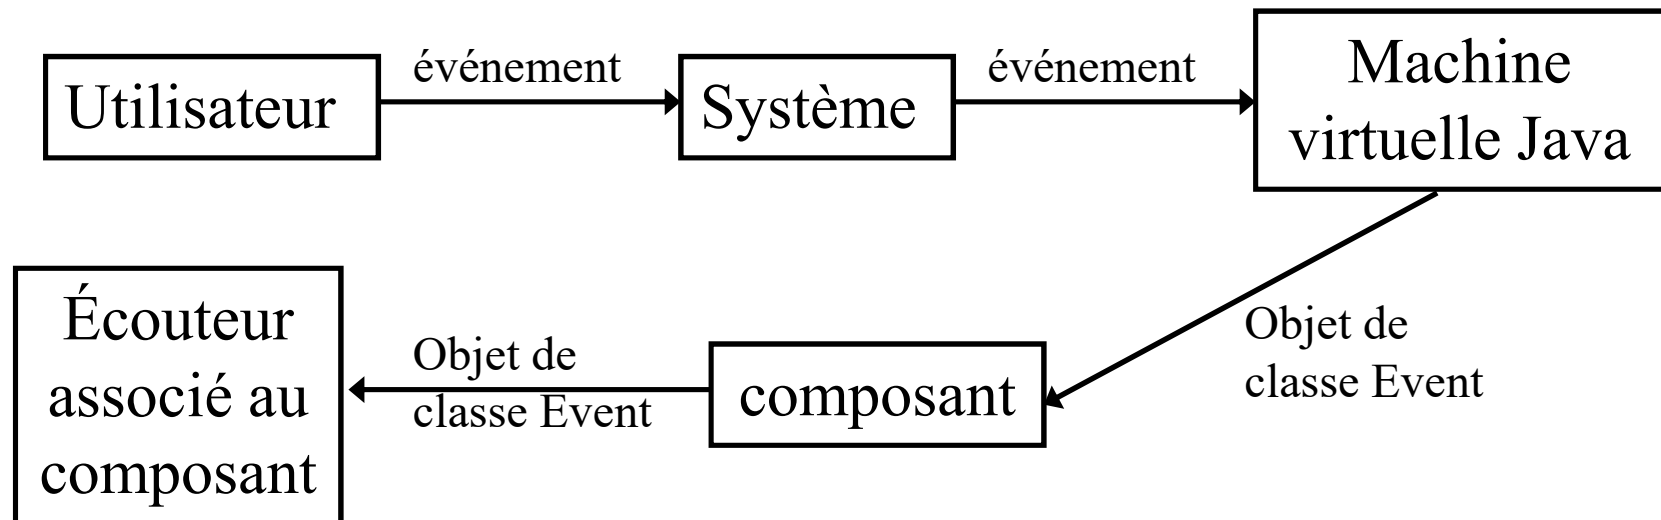 Utilisateur
événement
Système
événement
Machine
virtuelle Java
Objet de
classe Event
composant
Objet de
classe Event
Écouteur
associé au
composant